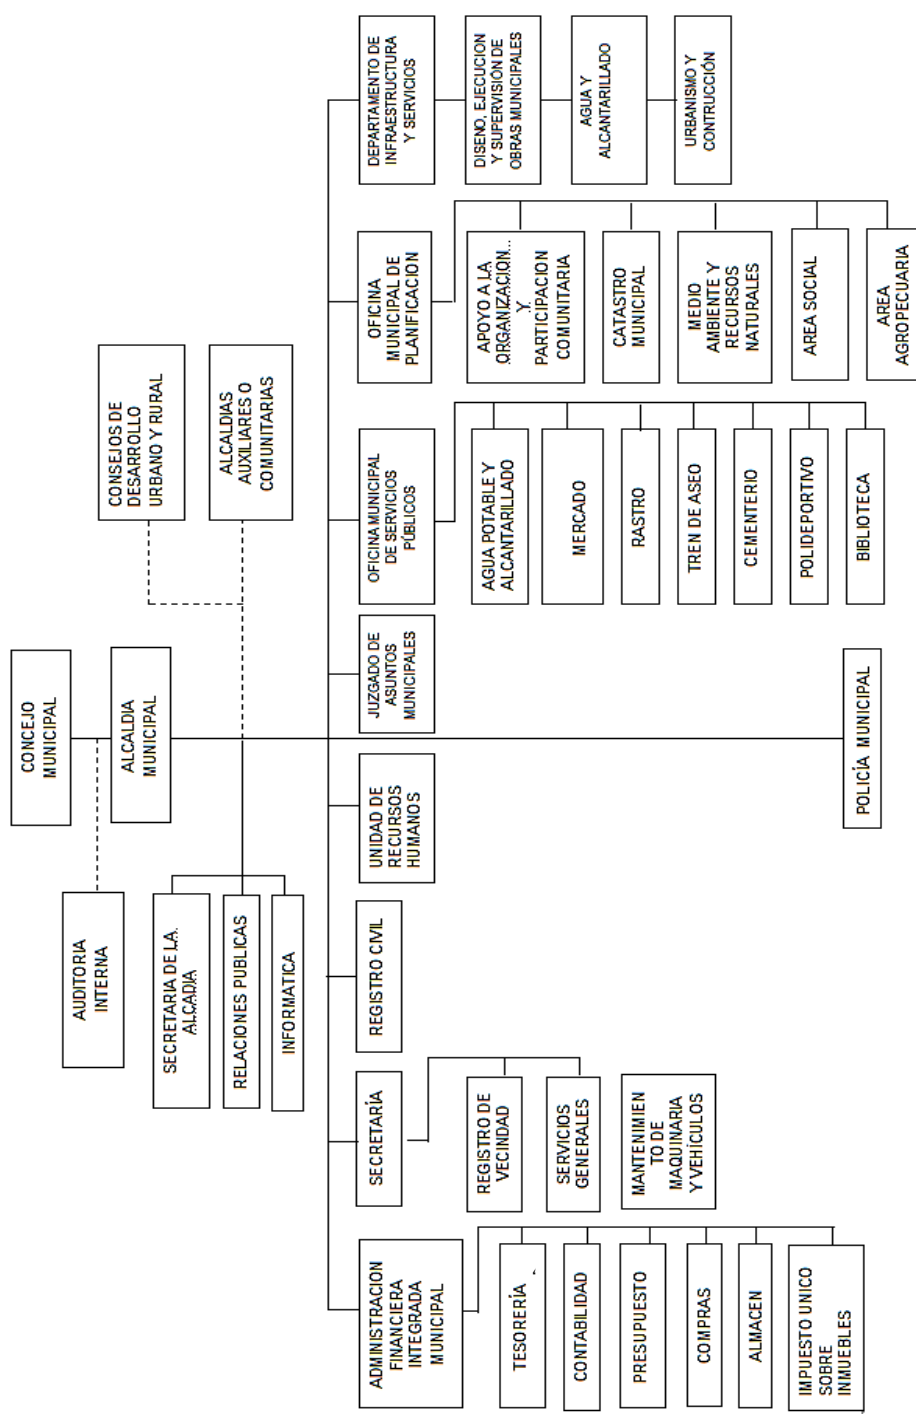 CONCEJO
MUNICIPAL
AUDITORIA
INTERNA
ALCALDIA
MUNICIPAL
CONSEJOS DE
DESARROLLO
URBANO Y RURAL
SECRETARIA DE LA
ALCADIA
RELACIONES PUBLICAS
INFORMATICA
ALCALDIAS
AUXILIARES O
COMUNITARIAS
ADMINISTRACION
FINANCIERA
INTEGRADA
MUNICIPAL
SECRETARÍA
REGISTRO CIVIL
UNIDAD DE
RECURSOS
HUMANOS
JUZGADO DE
ASUNTOS
MUNICIPALES
OFICINA MUNICIPAL
DE SERVICIOS
PÚBLICOS
OFICINA
MUNICIPAL DE
PLANIFICACION
DEPARTAMENTO DE
INFRAESTRUCTURA
Y SERVICIOS
TESORERÍA
CONTABILIDAD
PRESUPUESTO
COMPRAS
ALMACEN
IMPUESTO UNICO
SOBRE
INMUEBLES
REGISTRO DE
VECINDAD
SERVICIOS
GENERALES
MANTENIMIEN
TO DE
MAQUINARIA
Y VEHÍCULOS
POLICÍA MUNICIPAL
AGUA POTABLE Y
ALCANTARILLADO
MERCADO
RASTRO
TREN DE ASEO
CEMENTERIO
POLIDEPORTIVO
BIBLIOTECA
APOYO A LA
ORGANIZACION...
Y
PARTICIPACION
COMUNITARIA
CATASTRO
MUNICIPAL
MEDIO
AMBIENTE Y
RECURSOS
NATURALES
AREA SOCIAL
AREA
AGROPECUARIA
DISENO, EJECUCION
Y SUPERVISIÓN DE
OBRAS MUNICIPALES
AGUA Y
ALCANTARILLADO
URBANISMO Y
CONTRUCCIÓN